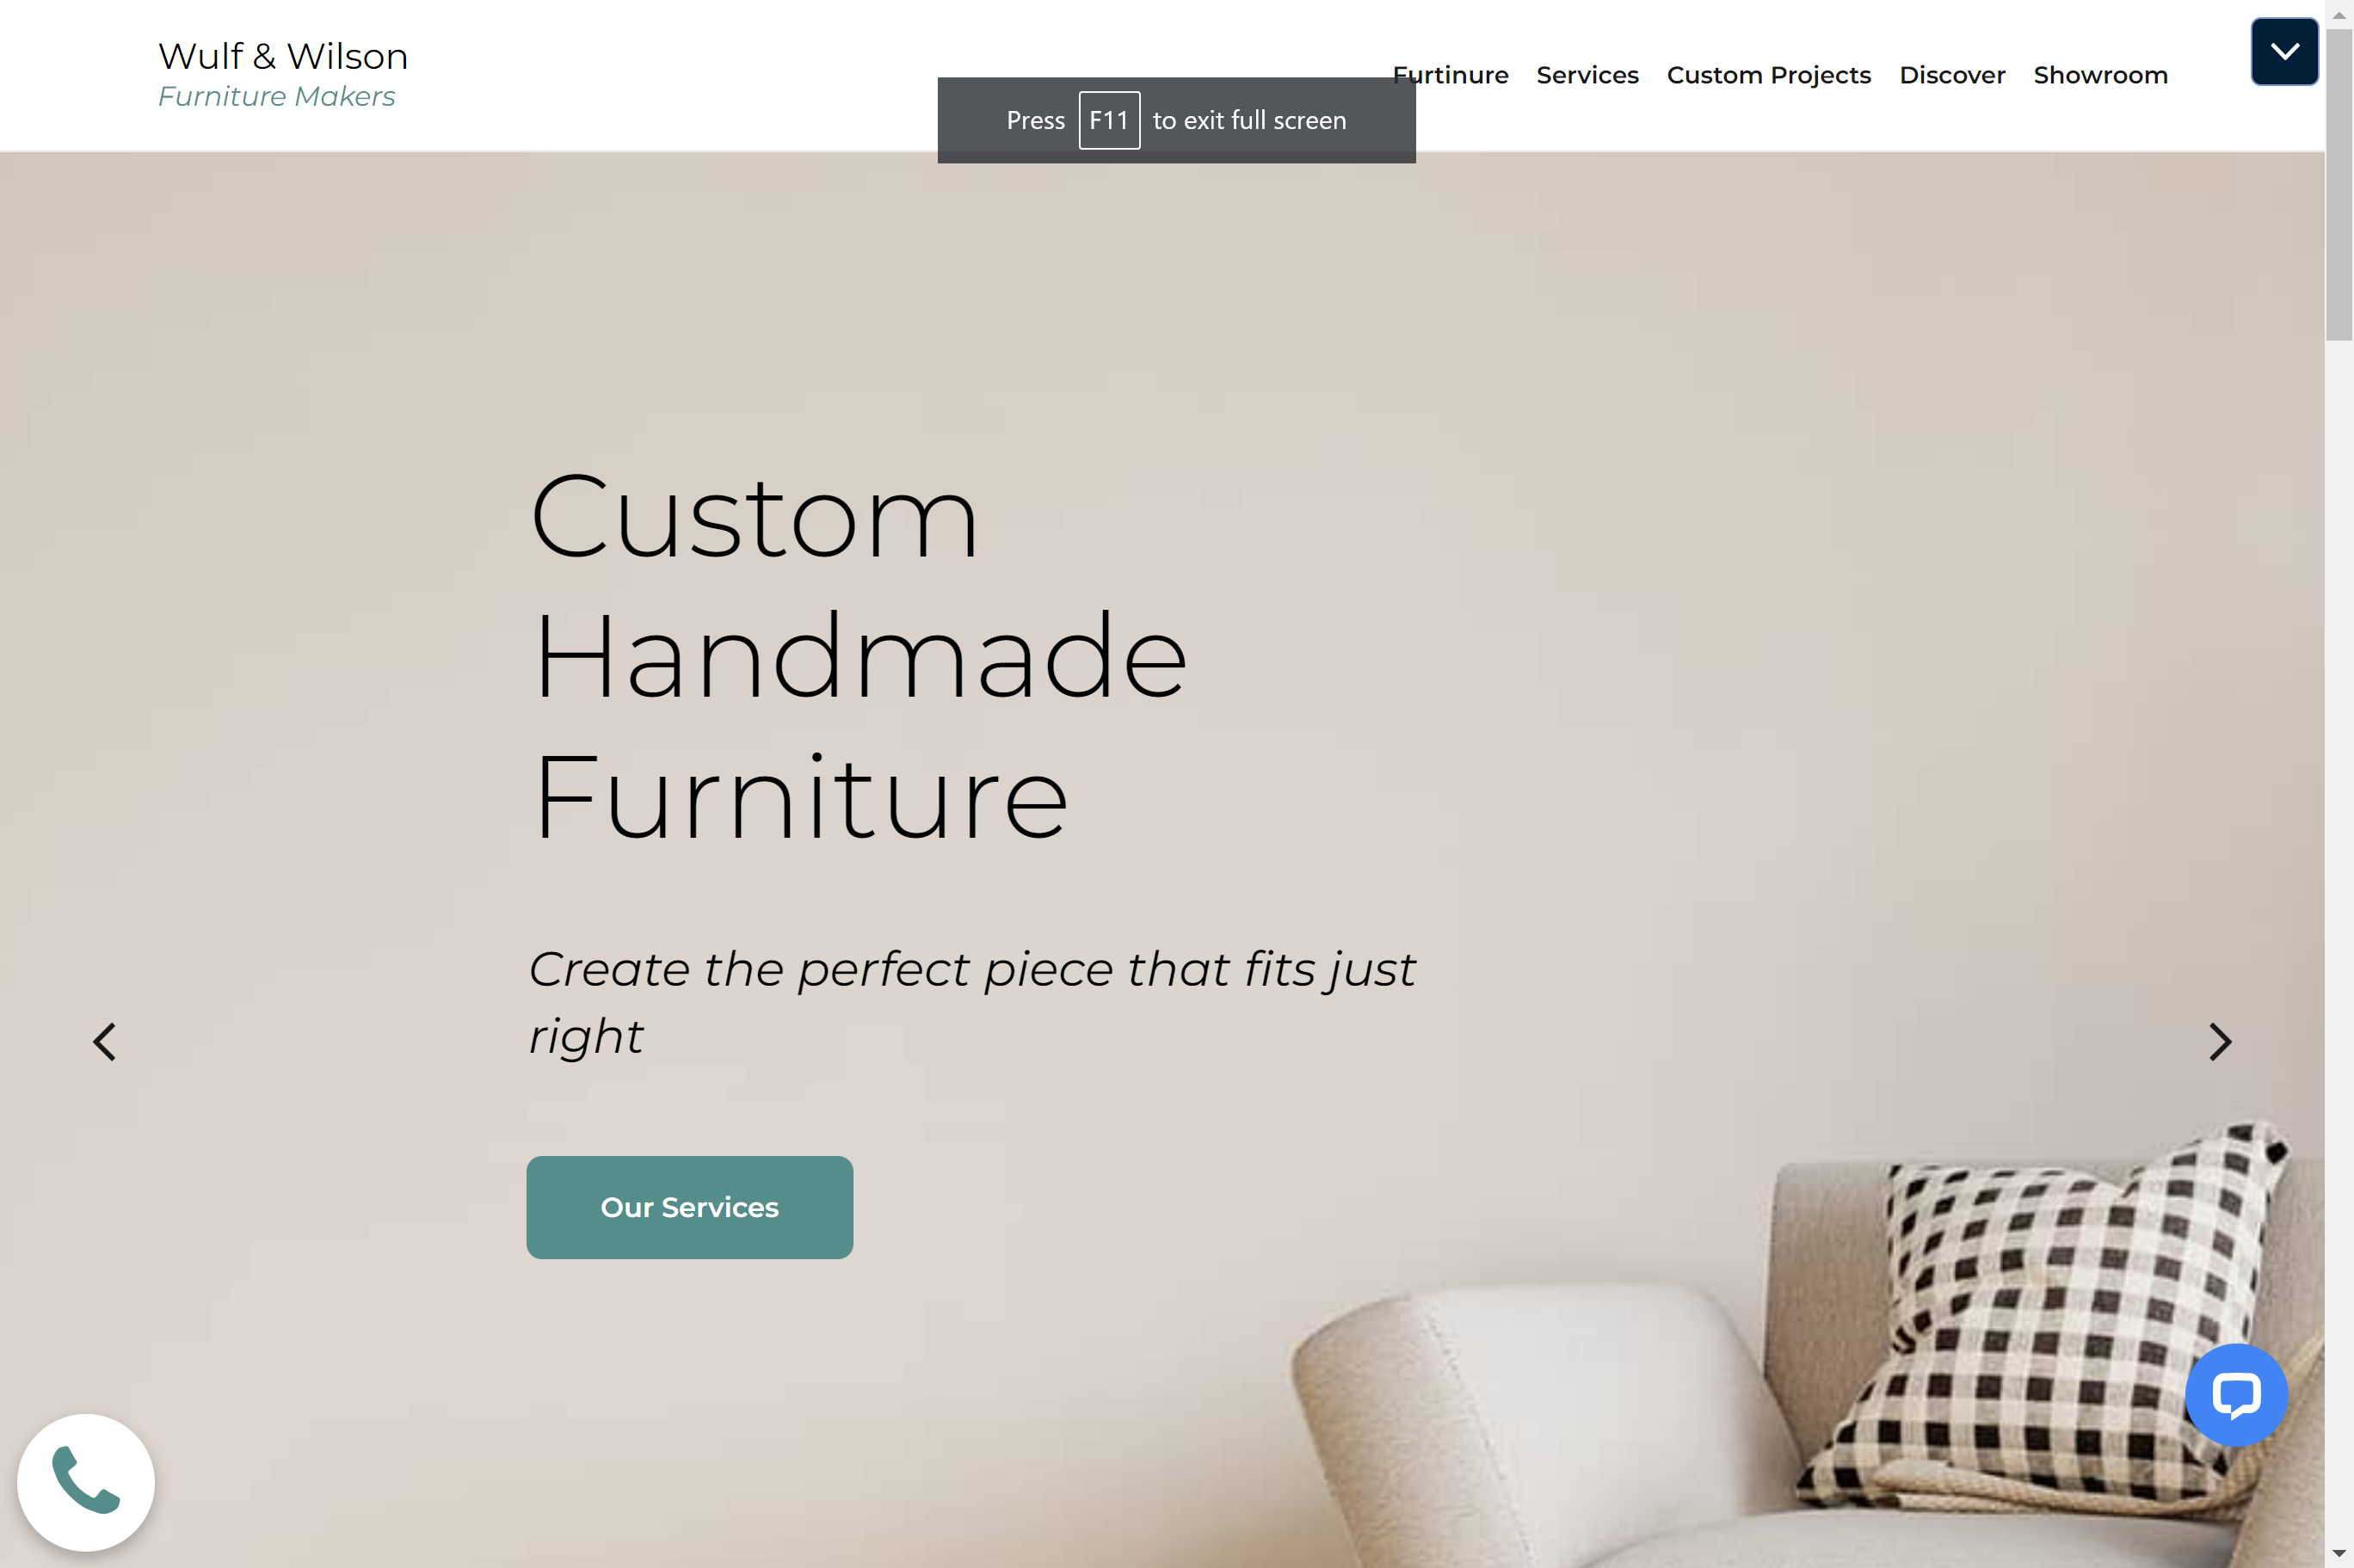 Wulf & Wilson
Furniture Makers
Furtinure Services Custom Projects Discover Showroom
Press F11 to exit full screen
Custom
Handmade
Furniture
Create the perfect piece that fits just
right
Our Services